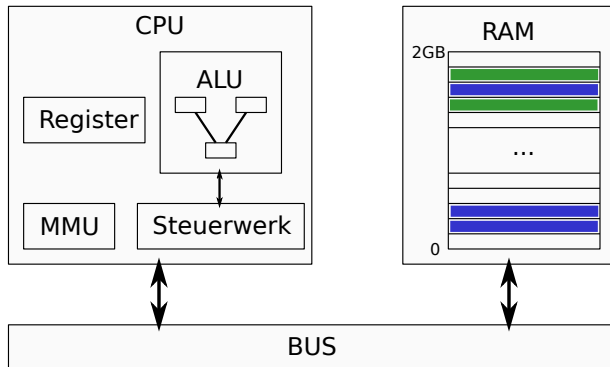 CPU
ALU
Register
MMU
Steuerwerk
RAM
2GB
...
0
BUS